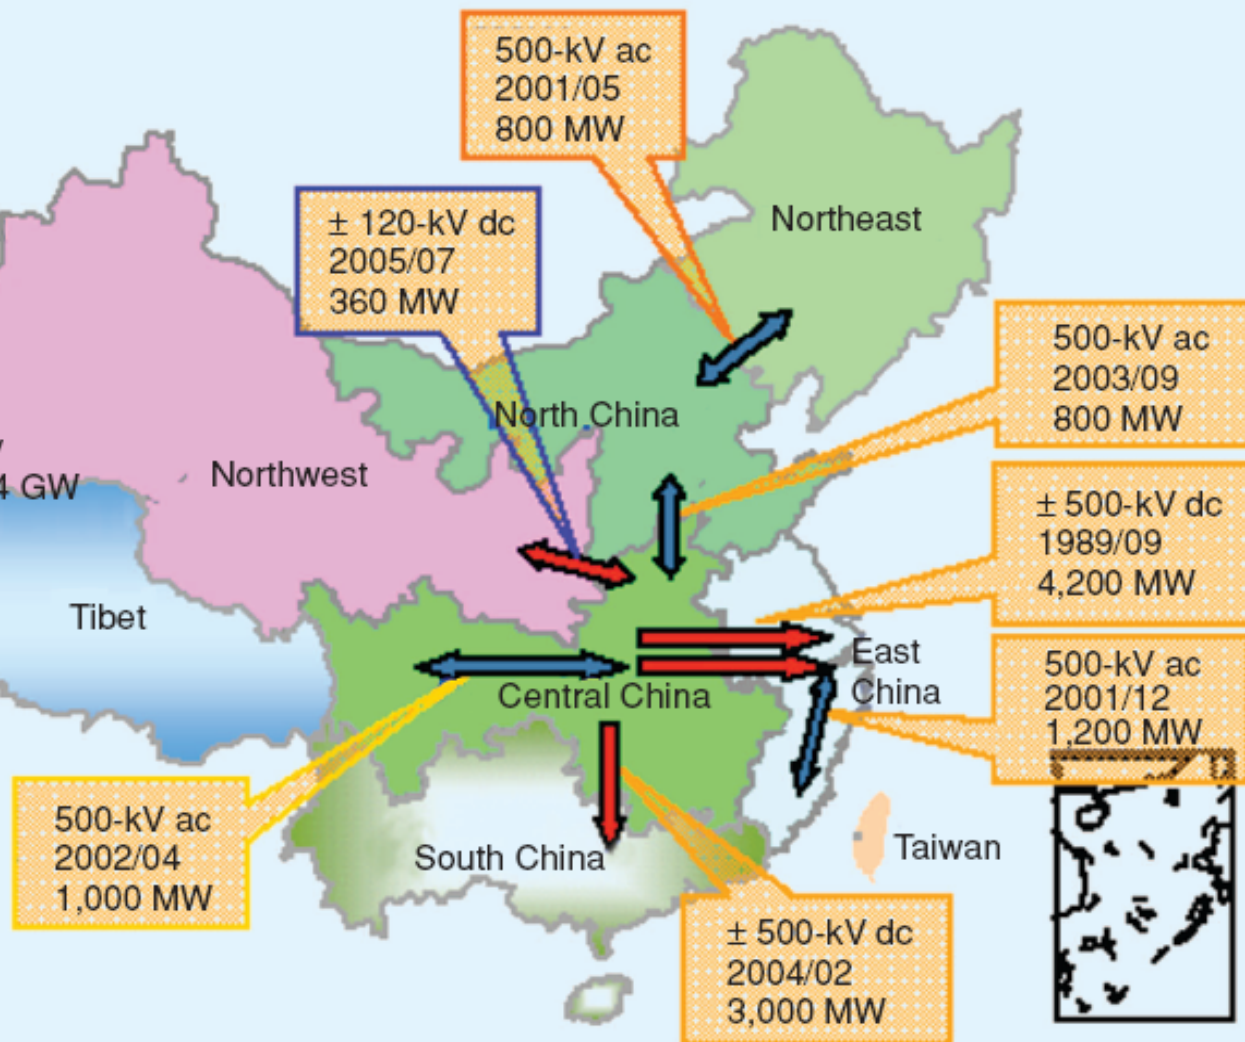 500-kV ac
2001/05
800 MW
± 120-kV dc
2005/07
360 MW
Northeast
500-kV ac
2003/09
800 MW
North China
Northwest
4 GW
± 500-kV dc
1989/09
4,200 MW
Tibet
East
China
500-kV ac
2001/12
1,200 MW
Central China
500-kV ac
2002/04
1,000 MW
South China
Taiwan
± 500-kV dc
2004/02
3,000 MW